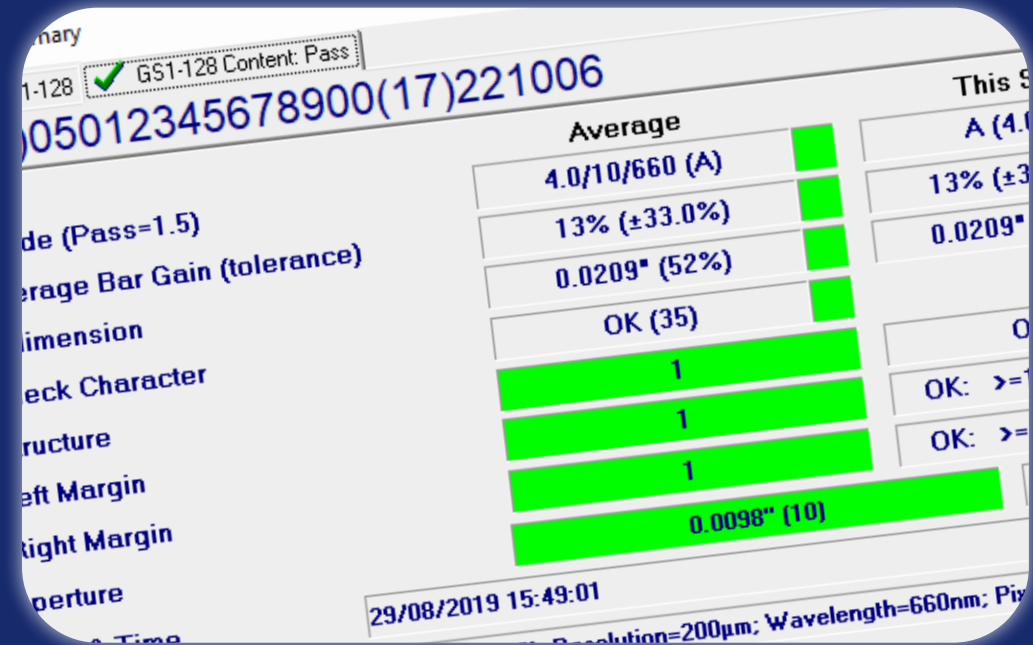 mary
1-128 GS1-128 Content: Pass
)05012345678900(17)221006
Average This S
de (Pass=1.5) 4.0/10/660 (A) A (4.0
erage Bar Gain (tolerance) 13% (±33.0%) 13% (±3
imension 0.0209" (52%) 0.0209"
eck Character OK (35)
ructure 1 O
eft Margin 1 OK: >=1
ight Margin 1 OK: >=
perture 0.0098" (10)
Time 29/08/2019 15:49:01
Resolution=200µm; Wavelength=660nm; Pix